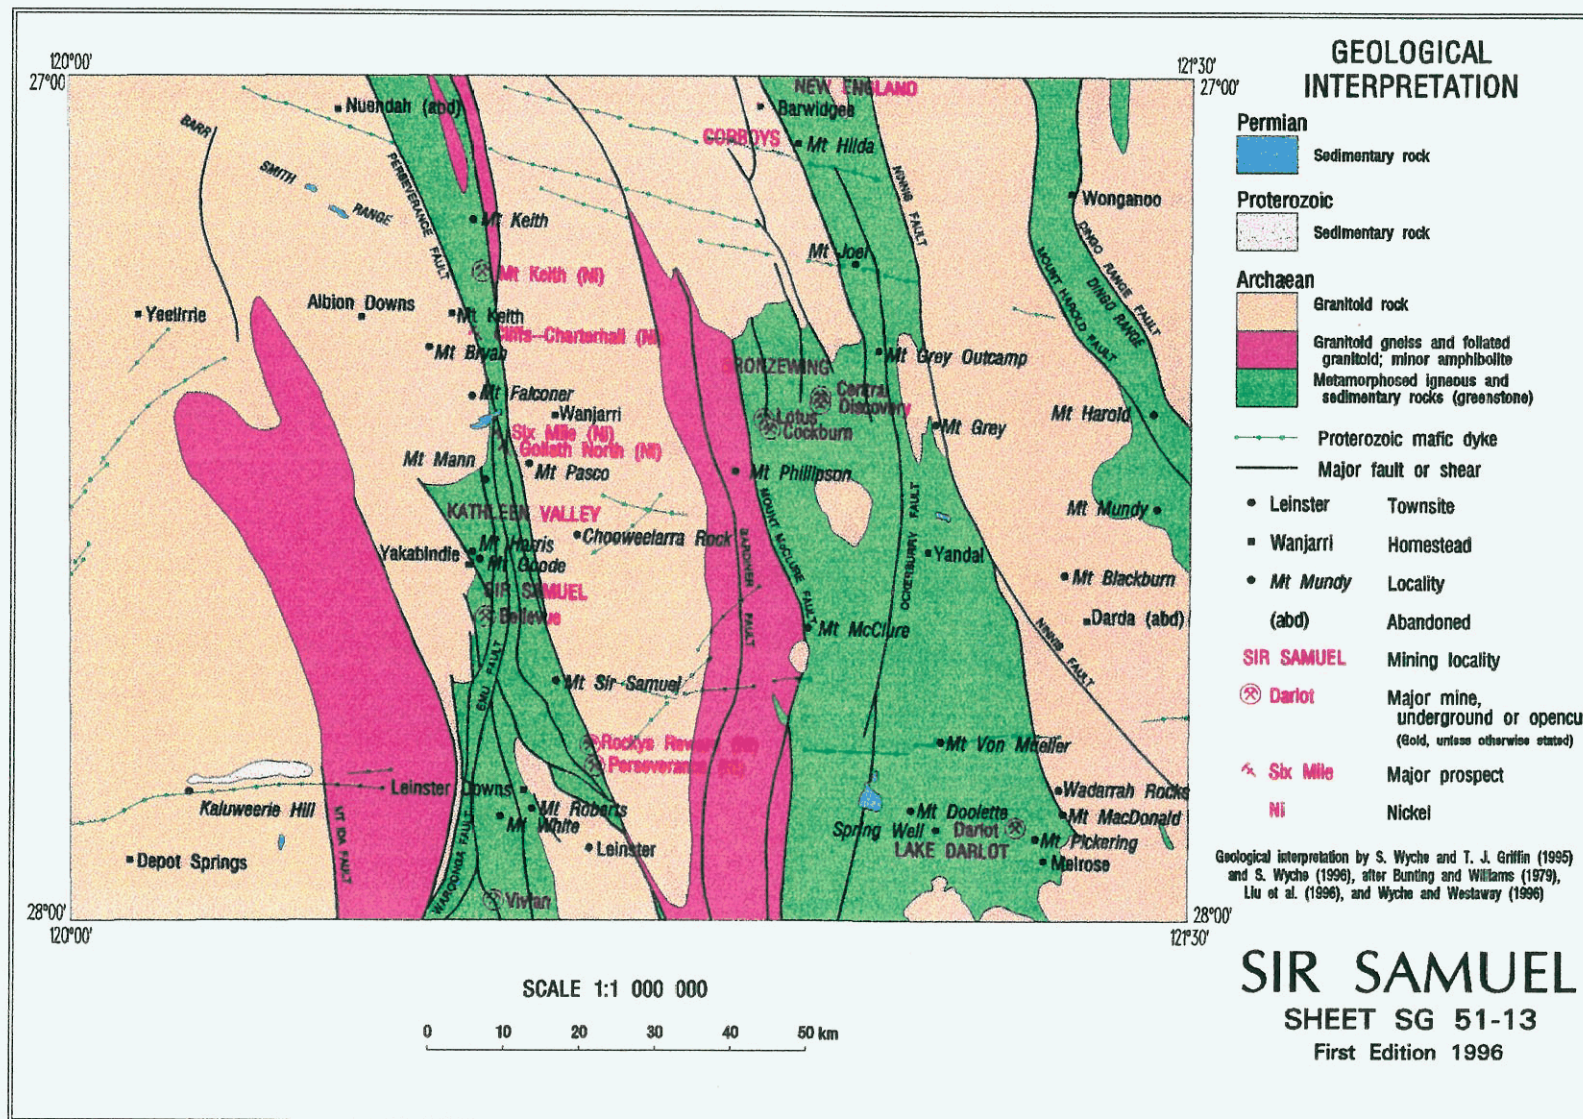 120°00'
27°00'
121°30'
27°00'
NEW ENGLAND
Nuendah (abd)
Barwidgee
BARR
CORBOYS
Mt Hilda
SMITH
RANGE
PERSEVERANCE FAULT
NINNIS FAULT
Wonganoo
Mt Keith
DINGO RANGE FAULT
DINGO RANGE
MOUNT HAROLD FAULT
Mt Joel
Mt Keith (Ni)
Yeelirrie
Albion Downs
Mt Keith
Cliffs–Charterhall (Ni)
Mt Bryan
Mt Grey Outcamp
BRONZEWING
Mt Falconer
Central
Discovery
Wanjarri
Lotus
Cockburn
Mt Harold
Six Mile (Ni)
Goliath North (Ni)
Mt Grey
Mt Mann
Mt Pasco
Mt Phillipson
KATHLEEN VALLEY
Mt Mundy
MOUNT McCLURE FAULT
Chooweelarra Rock
OCKERBURRY FAULT
Mt Harris
Yakabindie
Mt Goode
Yandal
BARDINER FAULT
Mt Blackburn
SIR SAMUEL
Bellevue
Mt McClure
Darda (abd)
NINNIS FAULT
EMU FAULT
Mt Sir Samuel
Rockys Reward (Ni)
Mt Von Mueller
Perseverance (Ni)
Leinster Downs
Wadarrah Rocks
Kaluweerie Hill
Mt Roberts
Mt White
Mt Doolette
Mt MacDonald
Spring Well
Darlot
MT IDA FAULT
Leinster
LAKE DARLOT
Mt Pickering
Depot Springs
Melrose
WAROONGA FAULT
Vivian
28°00'
120°00'
28°00'
121°30'
SCALE 1:1 000 000
0 10 20 30 40 50 km
GEOLOGICAL
INTERPRETATION
Permian
Sedimentary rock
Proterozoic
Sedimentary rock
Archaean
Granitoid rock
Granitoid gneiss and foliated
granitoid; minor amphibolite
Metamorphosed igneous and
sedimentary rocks (greenstone)
Proterozoic mafic dyke
Major fault or shear
Leinster Townsite
Wanjarri Homestead
Mt Mundy Locality
(abd) Abandoned
SIR SAMUEL Mining locality
Darlot Major mine,
underground or opencu
(Gold, unless otherwise stated)
Six Mile Major prospect
Ni Nickel
Geological interpretation by S. Wyche and T. J. Griffin (1995)
and S. Wyche (1996), after Bunting and Williams (1979),
Liu et al. (1996), and Wyche and Westaway (1996)
SIR SAMUEL
SHEET SG 51-13
First Edition 1996